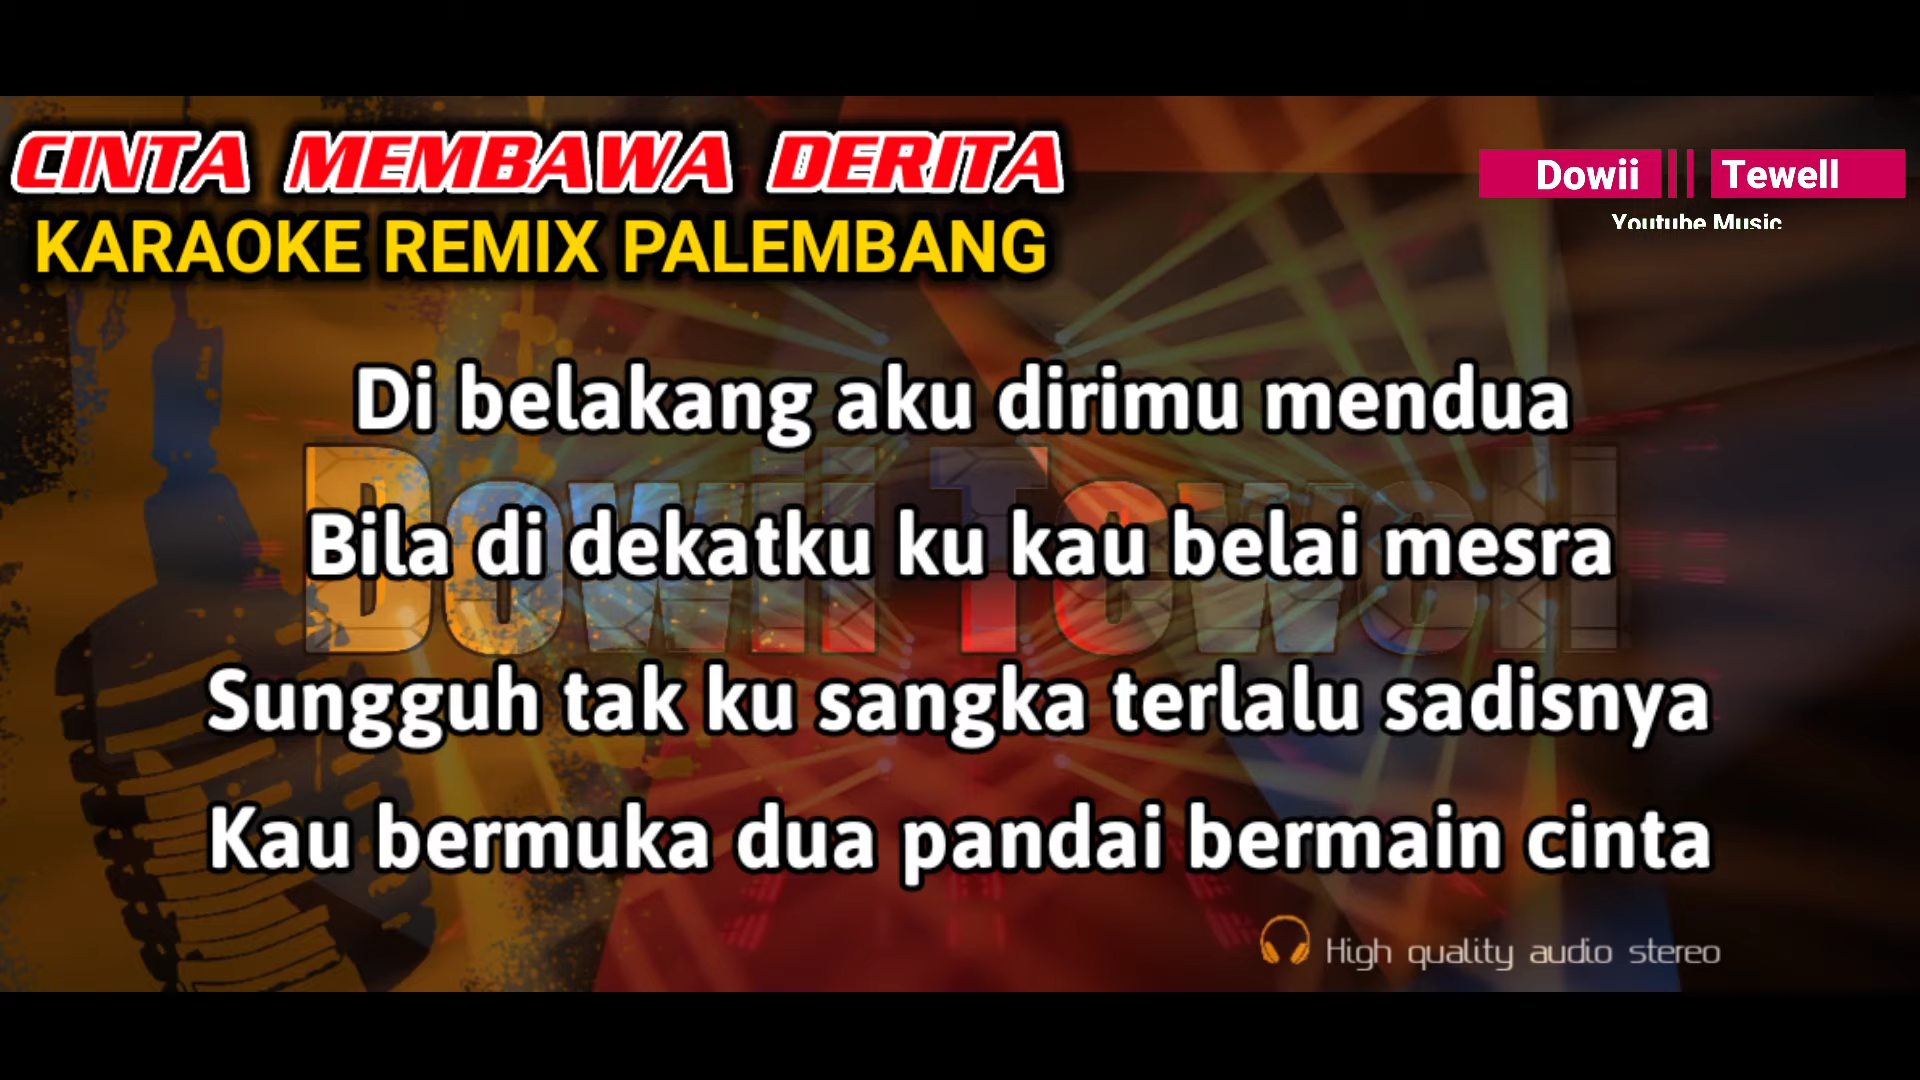 CINTA MEMBAWA DERITA
KARAOKE REMIX PALEMBANG
Dowii Tewell
Youtube Music
Di belakang aku dirimu mendua
Dowii Tewell
Bila di dekatku ku kau belai mesra
Sungguh tak ku sangka terlalu sadisnya
Kau bermuka dua pandai bermain cinta
High quality audio stereo